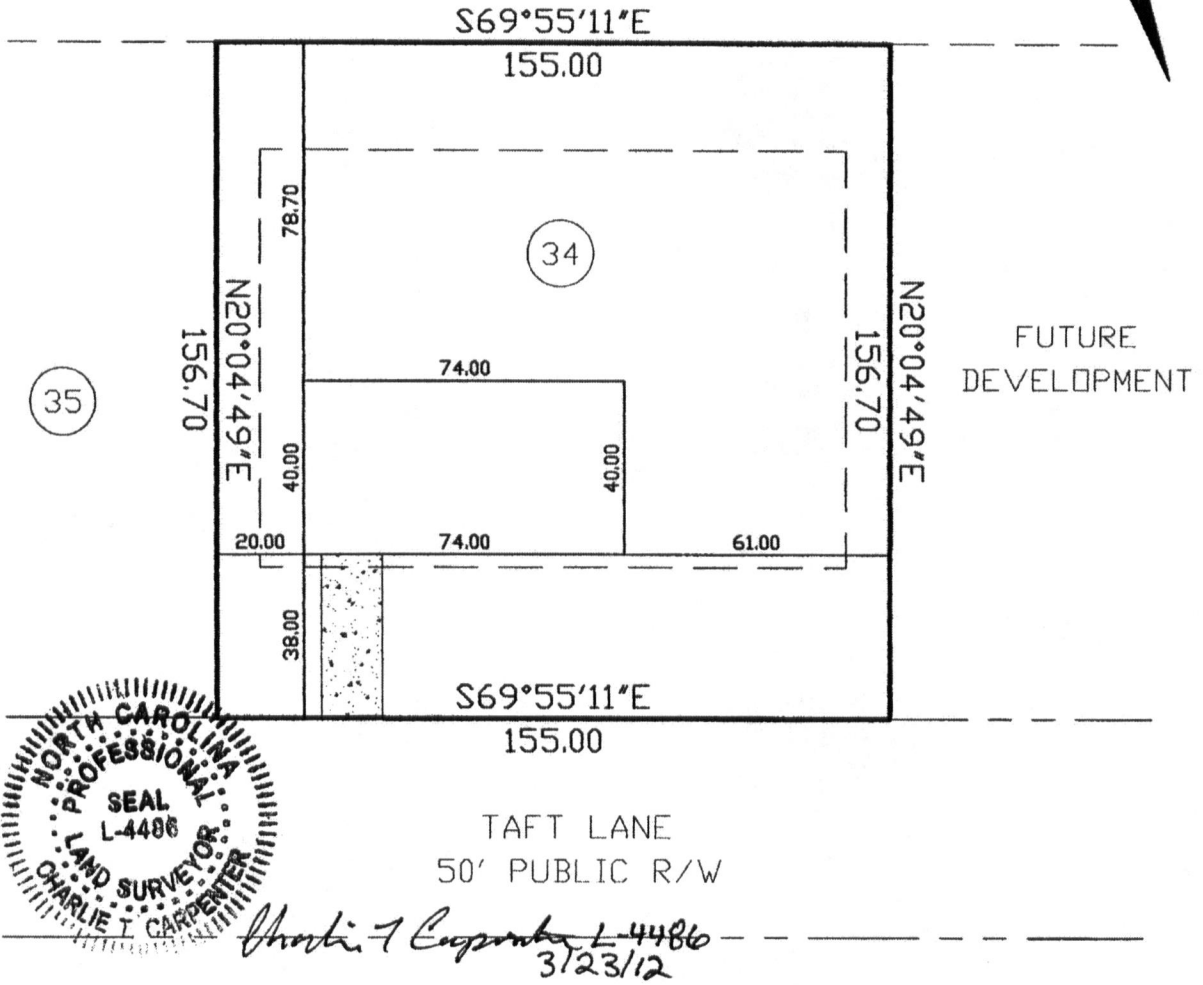 S69°55'11"E
155.00
78.70
34
N20°04'49"E
156.70
N20°04'49"E
156.70
FUTURE
DEVELOPMENT
35
74.00
40.00
40.00
20.00
74.00
61.00
38.00
S69°55'11"E
155.00
NORTH CAROLINA
PROFESSIONAL
SEAL
L-4486
LAND SURVEYOR
CHARLIE T. CARPENTER
TAFT LANE
50' PUBLIC R/W
Charlie T Carpenter L-4486
3/23/12